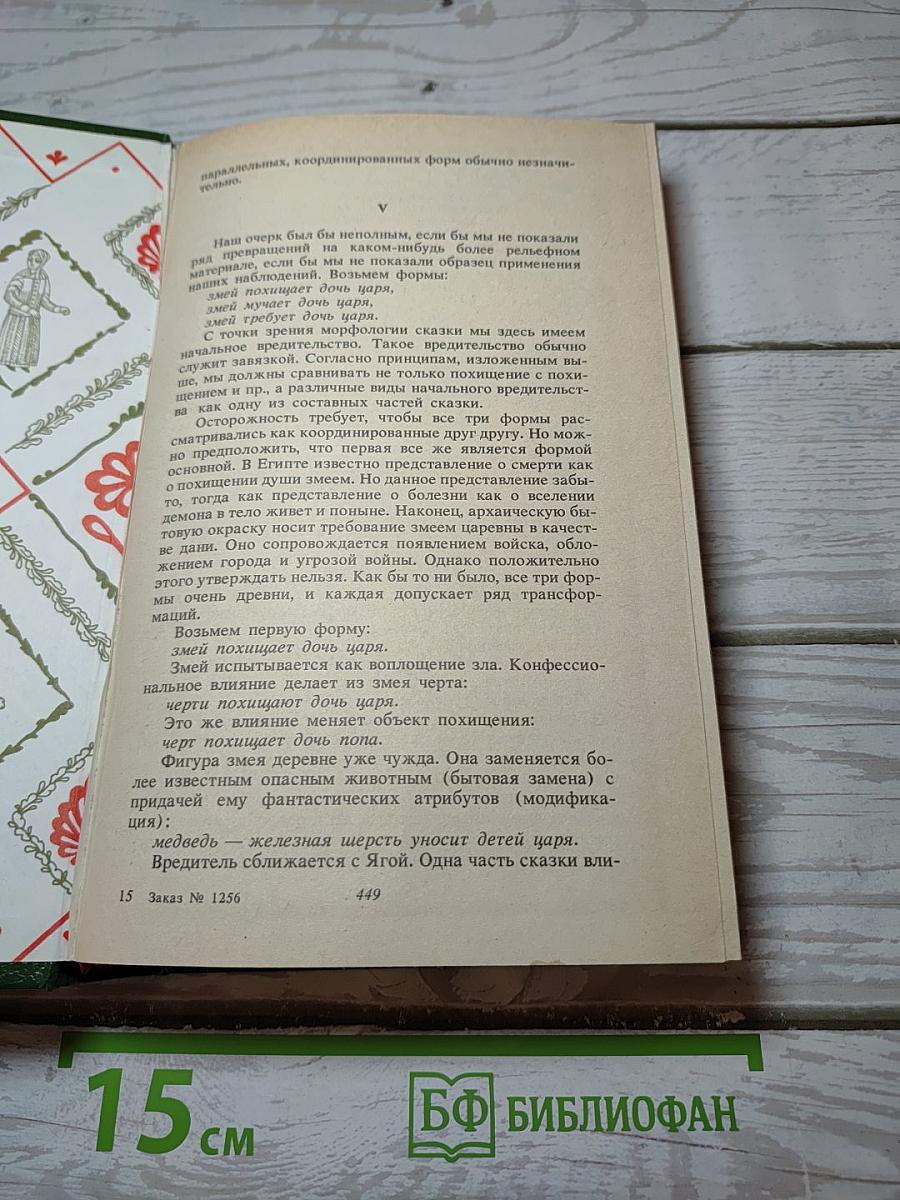 параллельных, координированных форм обычно незначи-
тельно.
V
Наш очерк был бы неполным, если бы мы не показали
ряд превращений на каком-нибудь более рельефном
материале, если бы мы не показали образец применения
наших наблюдений. Возьмем формы:
змей похищает дочь царя,
змей мучает дочь царя,
змей требует дочь царя.
С точки зрения морфологии сказки мы здесь имеем
начальное вредительство. Такое вредительство обычно
служит завязкой. Согласно принципам, изложенным вы-
ше, мы должны сравнивать не только похищение с похи-
щением и пр., а различные виды начального вредительст-
ва как одну из составных частей сказки.
Осторожность требует, чтобы все три формы рас-
сматривались как координированные друг другу. Но мож-
но предположить, что первая все же является формой
основной. В Египте известно представление о смерти как
о похищении души змеем. Но данное представление забы-
то, тогда как представление о болезни как о вселении
демона в тело живет и поныне. Наконец, архаическую бы-
товую окраску носит требование змеем царевны в качест-
ве дани. Оно сопровождается появлением войска, обло-
жением города и угрозой войны. Однако положительно
этого утверждать нельзя. Как бы то ни было, все три фор-
мы очень древни, и каждая допускает ряд трансфор-
маций.
Возьмем первую форму:
змей похищает дочь царя.
Змей испытывается как воплощение зла. Конфессио-
нальное влияние делает из змея черта:
черти похищают дочь царя.
Это же влияние меняет объект похищения:
черт похищает дочь попа.
Фигура змея деревне уже чужда. Она заменяется бо-
лее известным опасным животным (бытовая замена) с
придачей ему фантастических атрибутов (модифика-
ция):
медведь — железная шерсть уносит детей царя.
Вредитель сближается с Ягой. Одна часть сказки вли-
15 Заказ № 1256 449
15 см
БФ БИБЛИОФАН